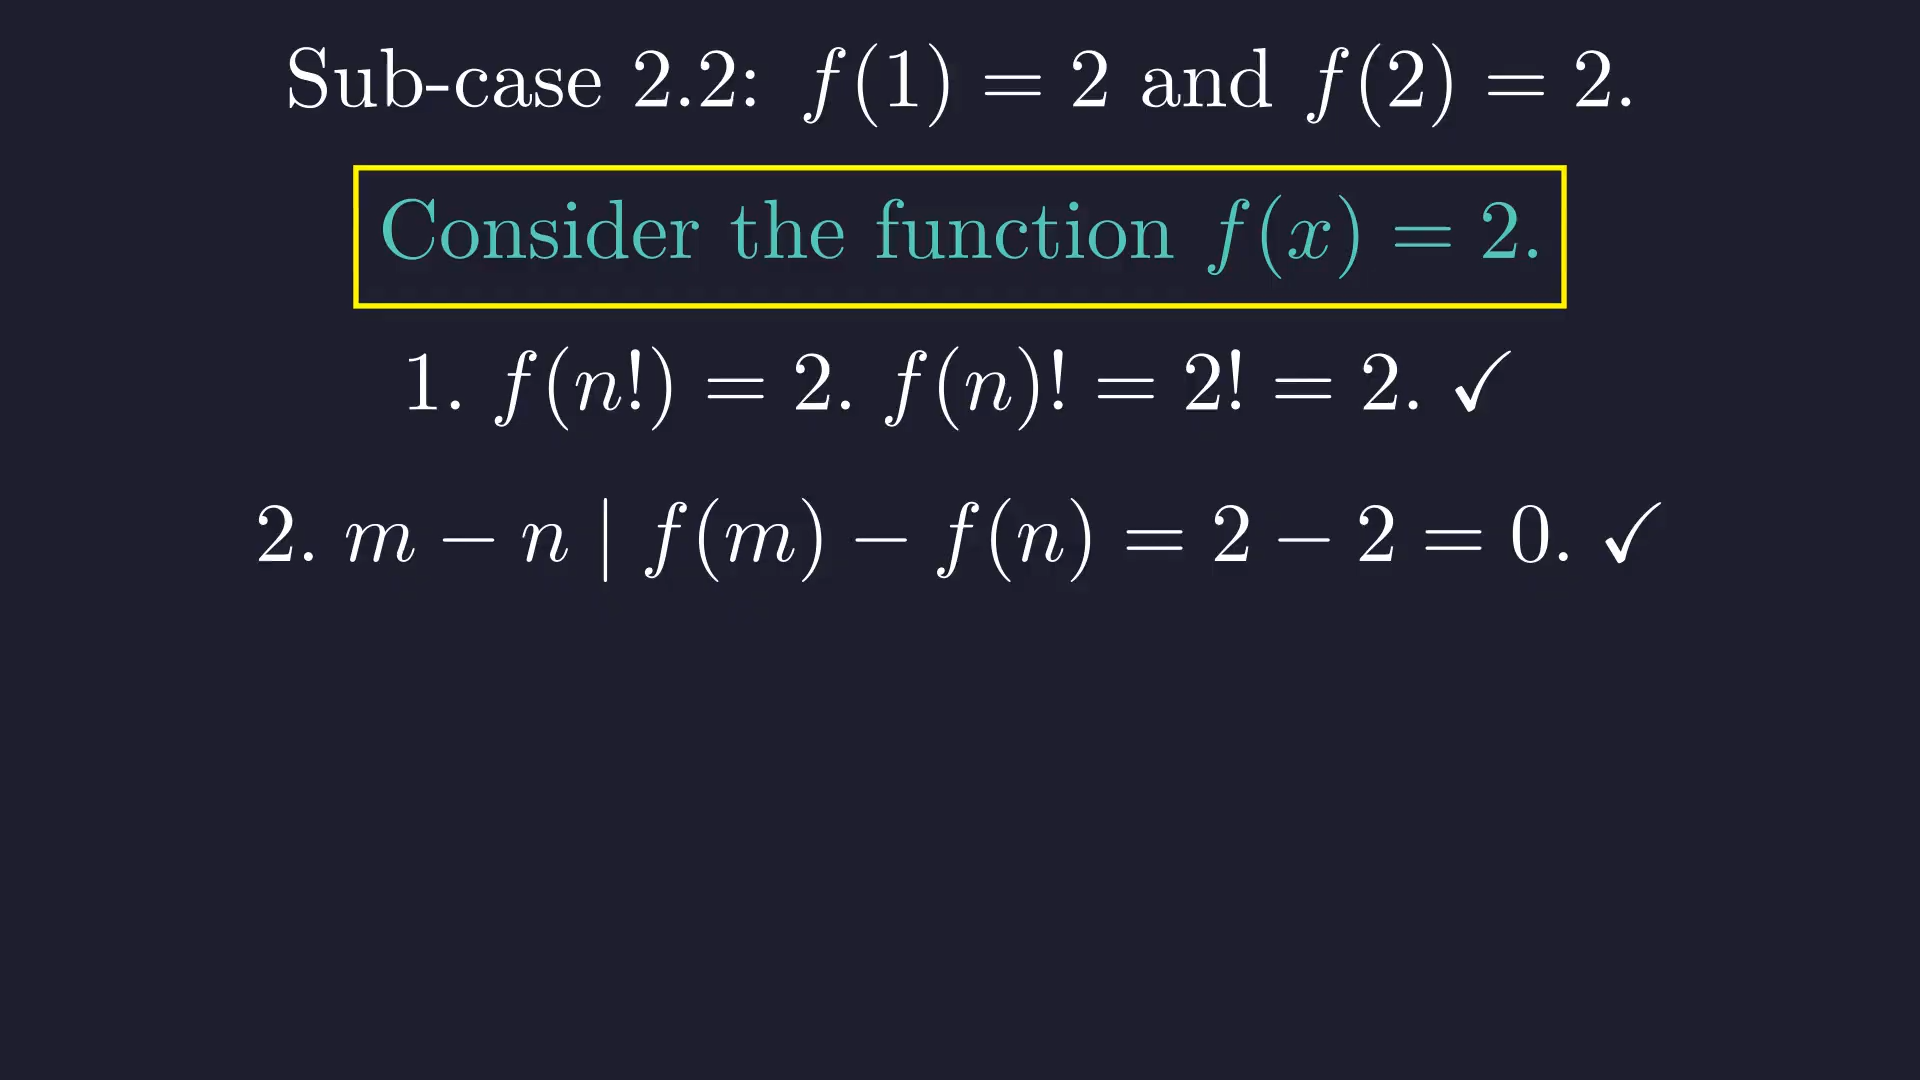 Sub-case 2.2: f(1) = 2 and f(2) = 2.
Consider the function f(x) = 2.
1. f(n!) = 2. f(n)! = 2! = 2. ✓
2. m − n | f(m) − f(n) = 2 − 2 = 0. ✓